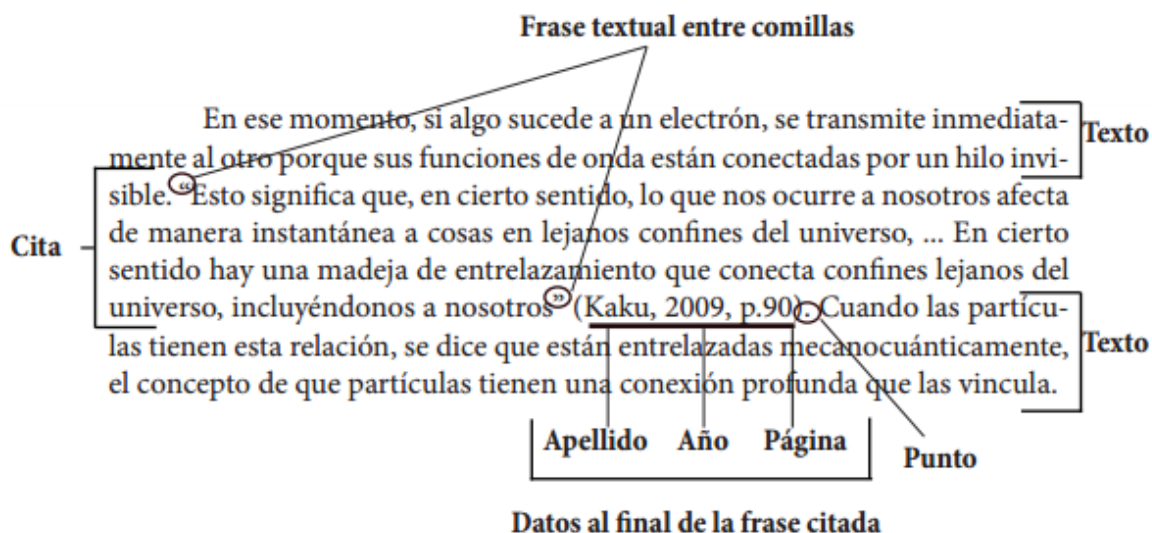 Frase textual entre comillas
En ese momento, si algo sucede a un electrón, se transmite inmediata-
mente al otro porque sus funciones de onda están conectadas por un hilo invi-
sible. “Esto significa que, en cierto sentido, lo que nos ocurre a nosotros afecta
de manera instantánea a cosas en lejanos confines del universo, ... En cierto
sentido hay una madeja de entrelazamiento que conecta confines lejanos del
universo, incluyéndonos a nosotros” (Kaku, 2009, p.90). Cuando las partícu-
las tienen esta relación, se dice que están entrelazadas mecanocuánticamente,
el concepto de que partículas tienen una conexión profunda que las vincula.
Texto
Cita
Texto
Apellido Año Página
Punto
Datos al final de la frase citada